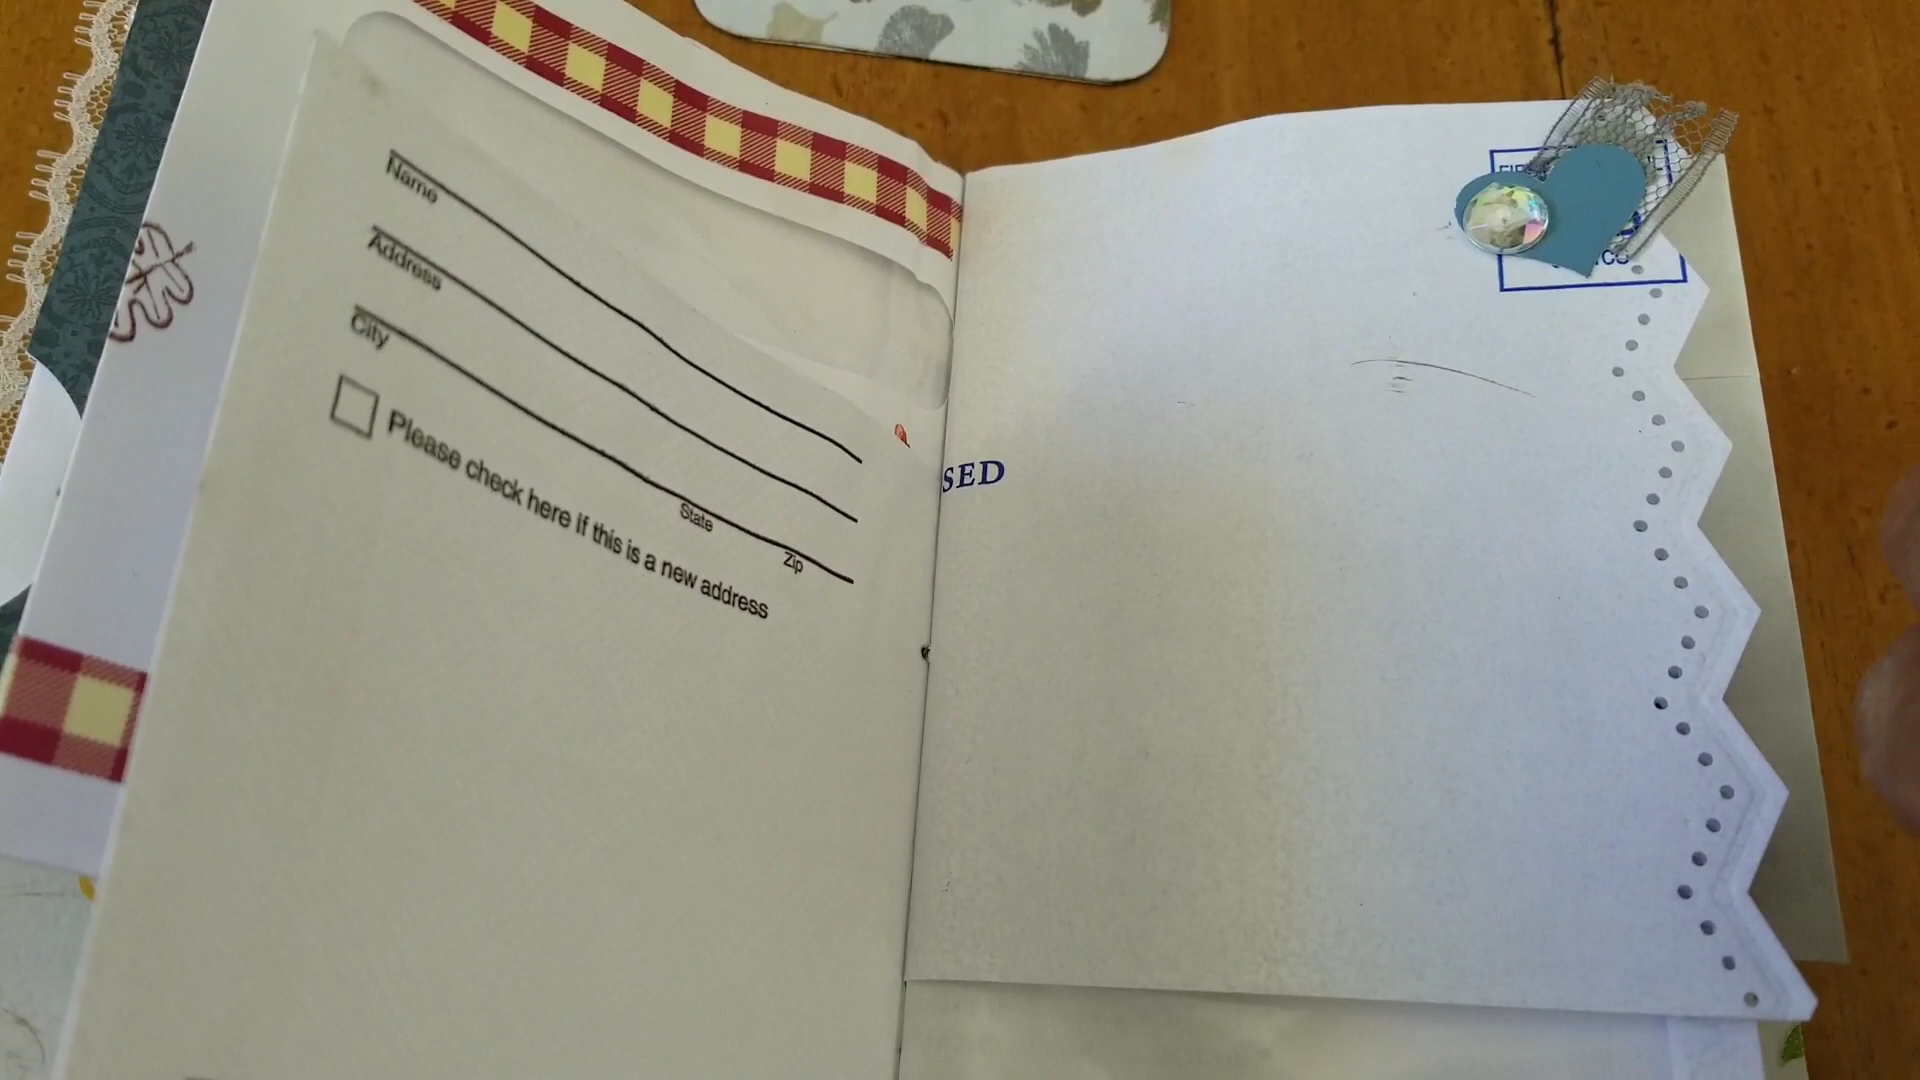 Name
Address
City
State
Zip
Please check here if this is a new address
SED